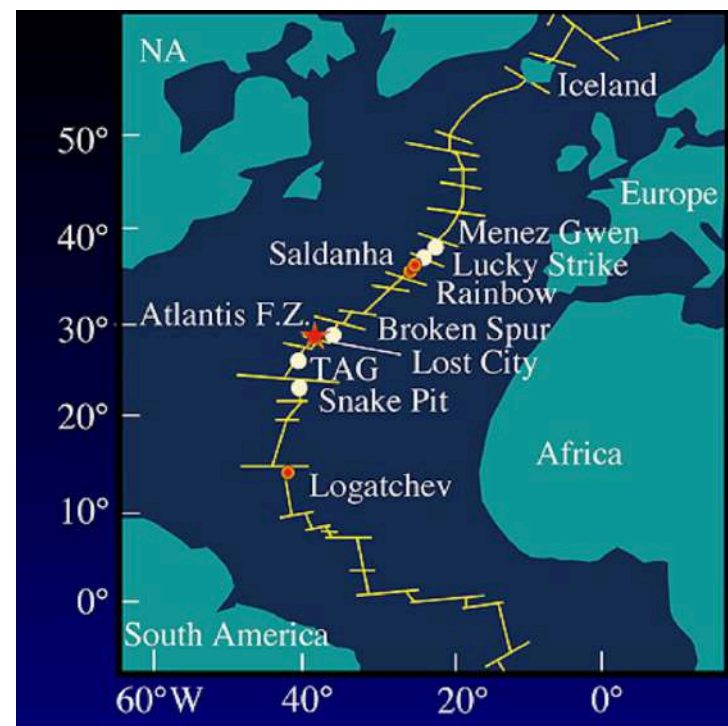 NA
Iceland
50°
Europe
40°
Menez Gwen
Saldanha
Lucky Strike
Rainbow
Atlantis F.Z.
30°
Broken Spur
Lost City
TAG
Snake Pit
20°
Africa
Logatchev
10°
0°
South America
60°W 40° 20° 0°